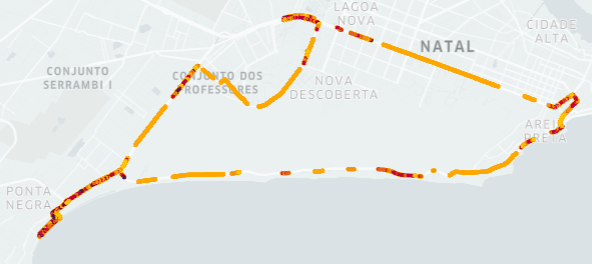 LAGOA
NOVA
CIDADE
ALTA
NATAL
CONJUNTO
SERRAMBI I
CONJUNTO DOS
PROFESSORES
NOVA
DESCOBERTA
AREIA
PRETA
PONTA
NEGRA